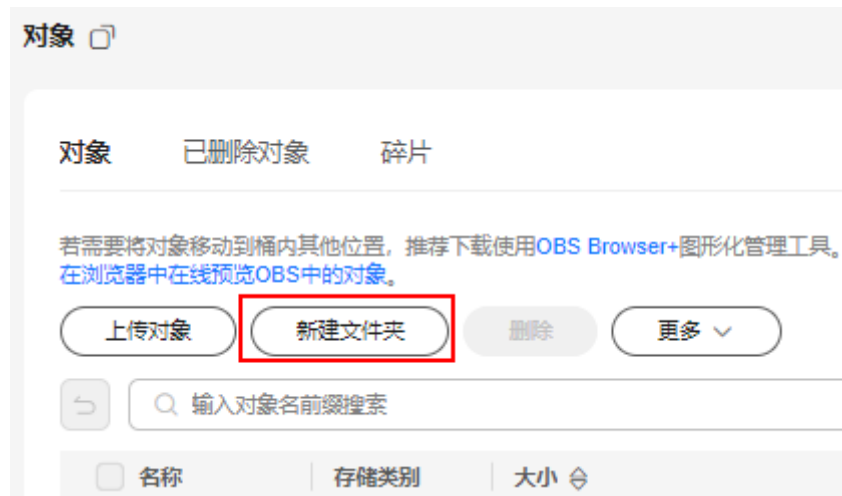 对象
对象 已删除对象 碎片
若需要将对象移动到桶内其他位置，推荐下载使用OBS Browser+图形化管理工具。
在浏览器中在线预览OBS中的对象。
上传对象 新建文件夹 删除 更多
输入对象名前缀搜索
名称 存储类别 大小